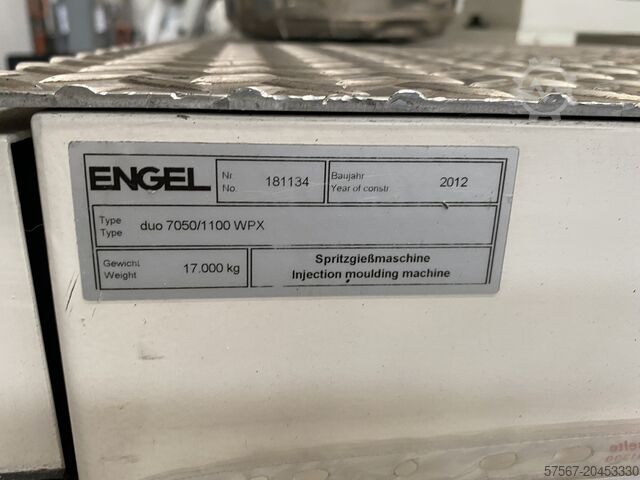 ENGEL
Nr.
No.
181134
Baujahr
Year of constr
2012
Type
Type
duo 7050/1100 WPX
Gewicht
Weight
17.000 kg
Spritzgießmaschine
Injection moulding machine
57567-20453330